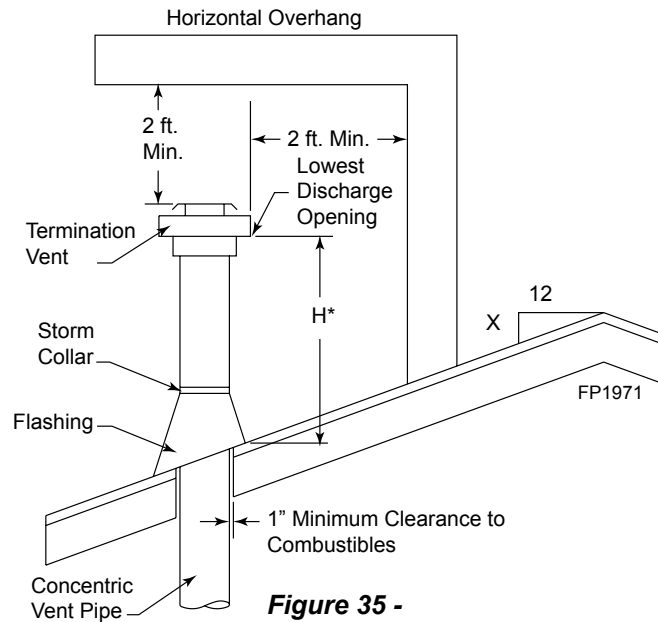 Horizontal Overhang
2 ft.
Min.
2 ft. Min.
Lowest
Discharge
Opening
Termination
Vent
H*
12
X
Storm
Collar
FP1971
Flashing
1” Minimum Clearance to
Combustibles
Concentric
Vent Pipe
Figure 35 -